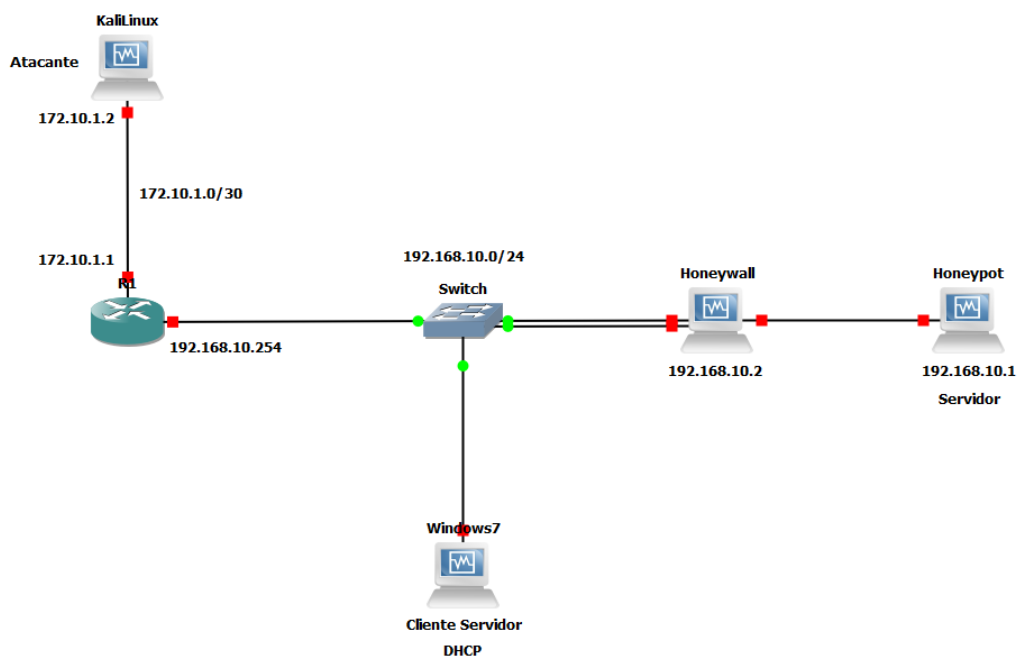 KaliLinux
Atacante
172.10.1.2
172.10.1.0/30
172.10.1.1
R1
192.168.10.254
192.168.10.0/24
Switch
Honeywall
192.168.10.2
Honeypot
192.168.10.1
Servidor
Windows7
Cliente Servidor
DHCP